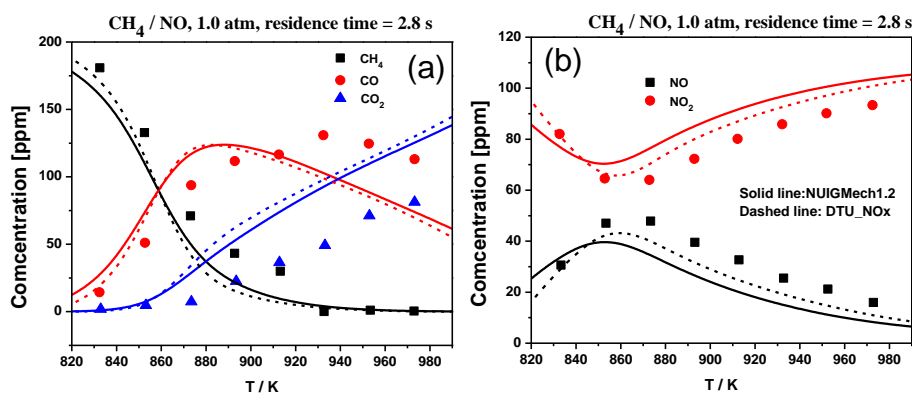 CH₄ / NO, 1.0 atm, residence time = 2.8 s
(a)
CH₄
CO
CO₂
Comcentration [ppm]
200
150
100
50
0
820 840 860 880 900 920 940 960 980
T / K
CH₄ / NO, 1.0 atm, residence time = 2.8 s
(b)
NO
NO₂
Solid line:NUIGMech1.2
Dashed line: DTU_NOx
Comcentration [ppm]
120
100
80
60
40
20
0
820 840 860 880 900 920 940 960 980
T / K